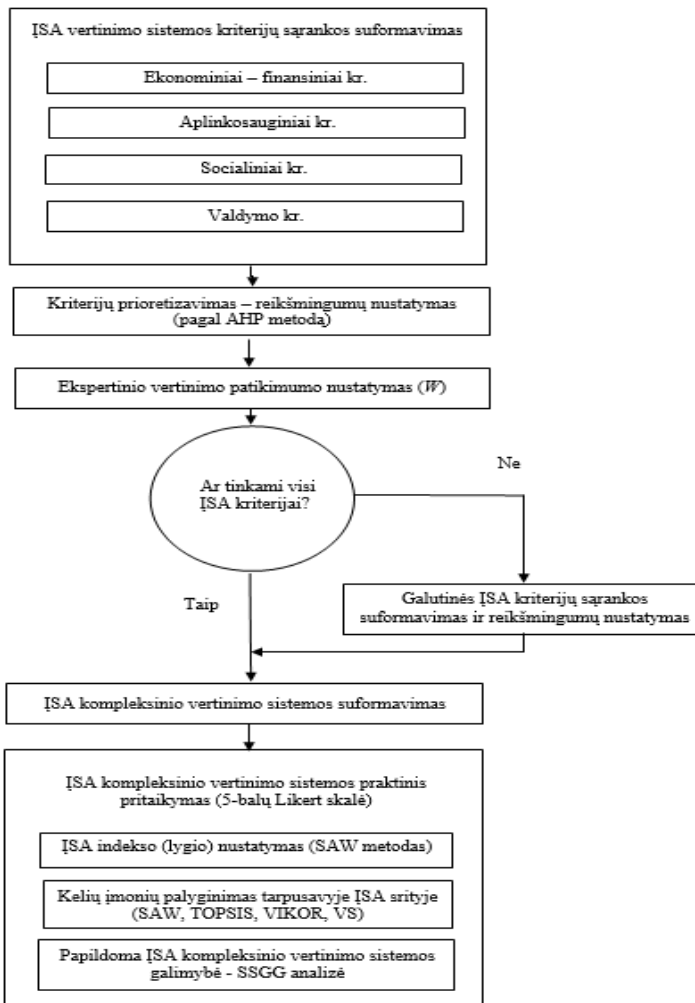 ĮSA vertinimo sistemos kriterijų sąrankos suformavimas
Ekonominiai – finansiniai kr.
Aplinkosauginiai kr.
Socialiniai kr.
Valdymo kr.
Kriterijų prioretizavimas – reikšmingumų nustatymas
(pagal AHP metodą)
Ekspertinio vertinimo patikimumo nustatymas (W)
Ar tinkami visi
ĮSA kriterijai?
Ne
Taip
Galutinės ĮSA kriterijų sąrankos
suformavimas ir reikšmingumų nustatymas
ĮSA kompleksinio vertinimo sistemos suformavimas
ĮSA kompleksinio vertinimo sistemos praktinis
pritaikymas (5-balų Likert skalė)
ĮSA indekso (lygio) nustatymas (SAW metodas)
Kelių įmonių palyginimas tarpusavyje ĮSA srityje
(SAW, TOPSIS, VIKOR, VS)
Papildoma ĮSA kompleksinio vertinimo sistemos
galimybė - SSGG analizė